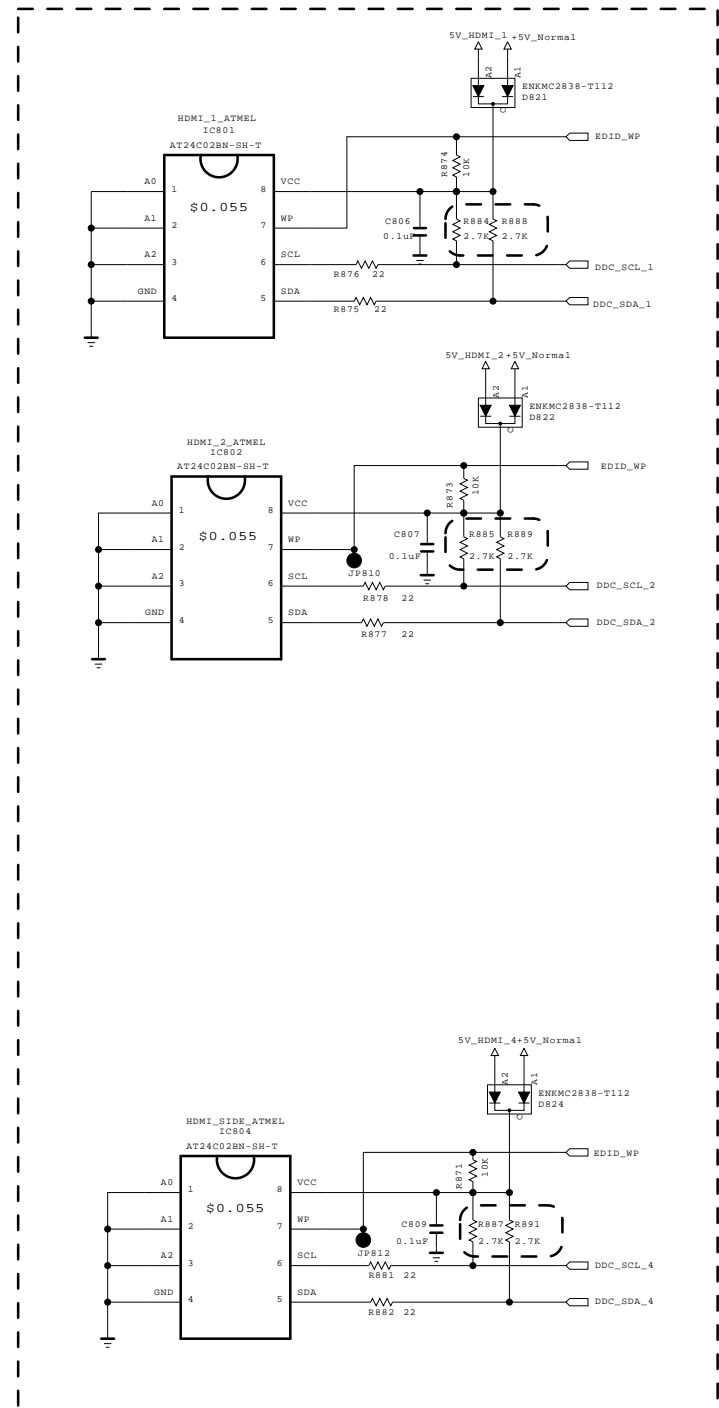 5V_HDMI_1 +5V_Normal
A2
A1
ENKMC2838-T112
D821
C
HDMI_1_ATMEL
IC801
AT24C02BN-SH-T
EDID_WP
R874
10K
A0
1
8
VCC
$0.055
C806
0.1uF
R884
2.7K
R888
2.7K
A1
2
7
WP
A2
3
6
SCL
R876 22
DDC_SCL_1
GND
4
5
SDA
R875 22
DDC_SDA_1
5V_HDMI_2 +5V_Normal
A2
A1
ENKMC2838-T112
D822
C
HDMI_2_ATMEL
IC802
AT24C02BN-SH-T
EDID_WP
R873
10K
A0
1
8
VCC
$0.055
C807
0.1uF
R885
2.7K
R889
2.7K
A1
2
7
WP
JP810
A2
3
6
SCL
R878 22
DDC_SCL_2
GND
4
5
SDA
R877 22
DDC_SDA_2
5V_HDMI_4 +5V_Normal
A2
A1
ENKMC2838-T112
D824
C
HDMI_SIDE_ATMEL
IC804
AT24C02BN-SH-T
EDID_WP
R871
10K
A0
1
8
VCC
$0.055
C809
0.1uF
R887
2.7K
R891
2.7K
A1
2
7
WP
JP812
A2
3
6
SCL
R881 22
DDC_SCL_4
GND
4
5
SDA
R882 22
DDC_SDA_4